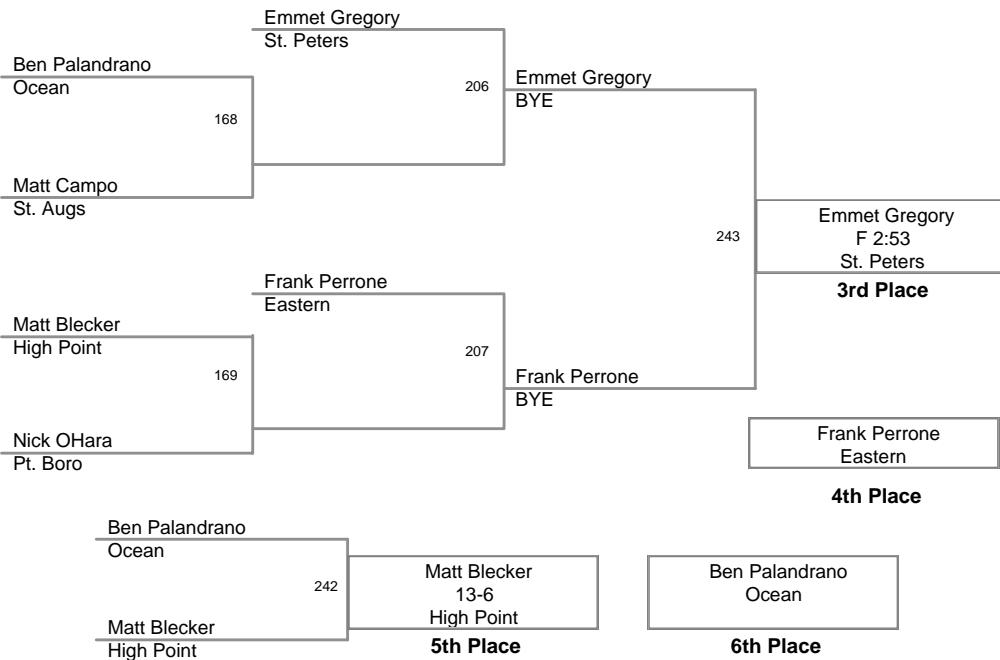 Emmet Gregory
St. Peters
Ben Palandrano
Ocean
168
Matt Campo
St. Augs
206
Emmet Gregory
BYE
243
Emmet Gregory
F 2:53
St. Peters
3rd Place
Frank Perrone
Eastern
Matt Blecker
High Point
169
Nick OHara
Pt. Boro
207
Frank Perrone
BYE
Frank Perrone
Eastern
4th Place
Ben Palandrano
Ocean
242
Matt Blecker
High Point
Matt Blecker
13-6
High Point
5th Place
Ben Palandrano
Ocean
6th Place